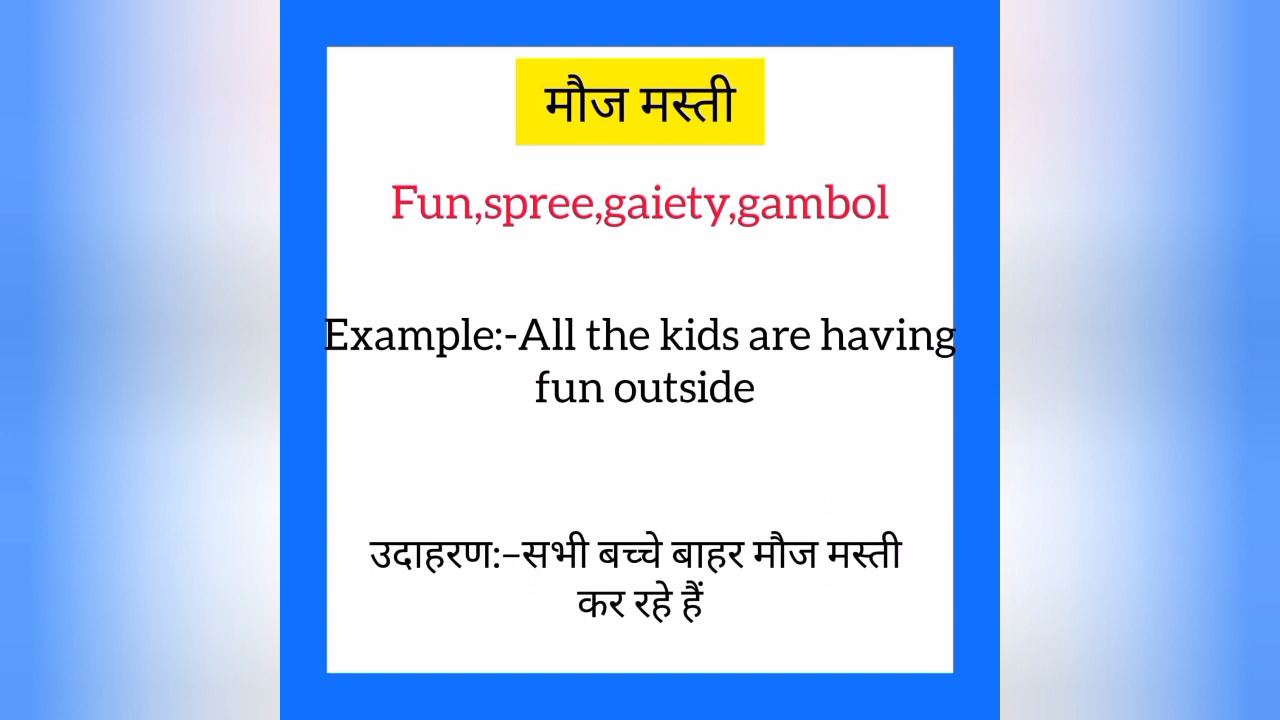 मौज मस्ती
Fun,spree,gaiety,gambol
Example:-All the kids are having
fun outside
उदाहरण:–सभी बच्चे बाहर मौज मस्ती
कर रहे हैं